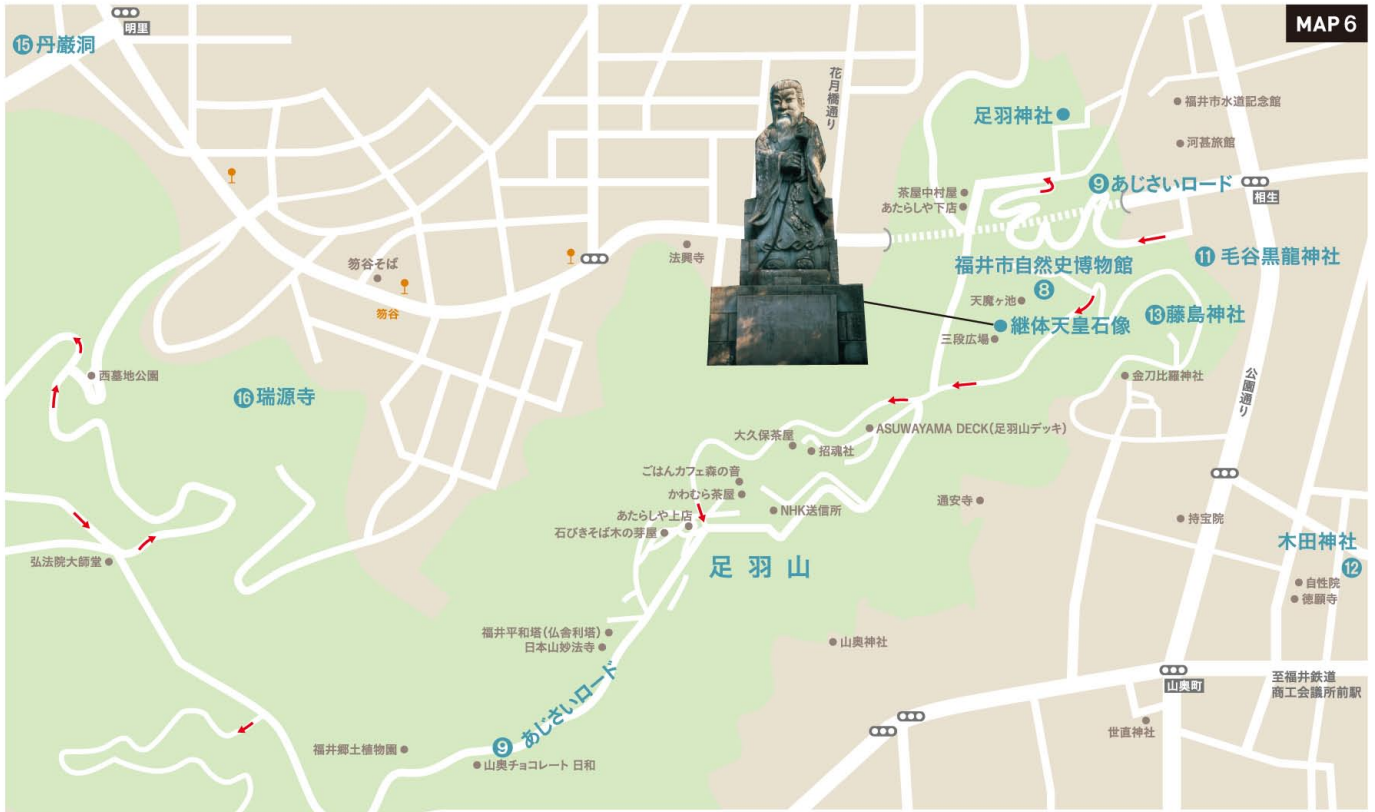 MAP 6
明里
⑮丹巌洞
花月橋通り
福井市水道記念館
足羽神社
河甚旅館
茶屋中村屋
あたらしや下店
⑨あじさいロード
相生
法興寺
笏谷そば
笏谷
福井市自然史博物館
⑧
⑪毛谷黒龍神社
天魔ヶ池
継体天皇石像
⑬藤島神社
三段広場
西墓地公園
⑯瑞源寺
金刀比羅神社
公園通り
ASUWAYAMA DECK(足羽山デッキ)
大久保茶屋
招魂社
ごはんカフェ森の音
かわむら茶屋
NHK送信所
通安寺
あたらしや上店
石びきそば木の芽屋
持宝院
弘法院大師堂
足羽山
木田神社
⑫
自性院
徳願寺
福井平和塔(仏舎利塔)
日本山妙法寺
山奥神社
山奥町
至福井鉄道
商工会議所前駅
世直神社
⑨あじさいロード
福井郷土植物園
山奥チョコレート 日和